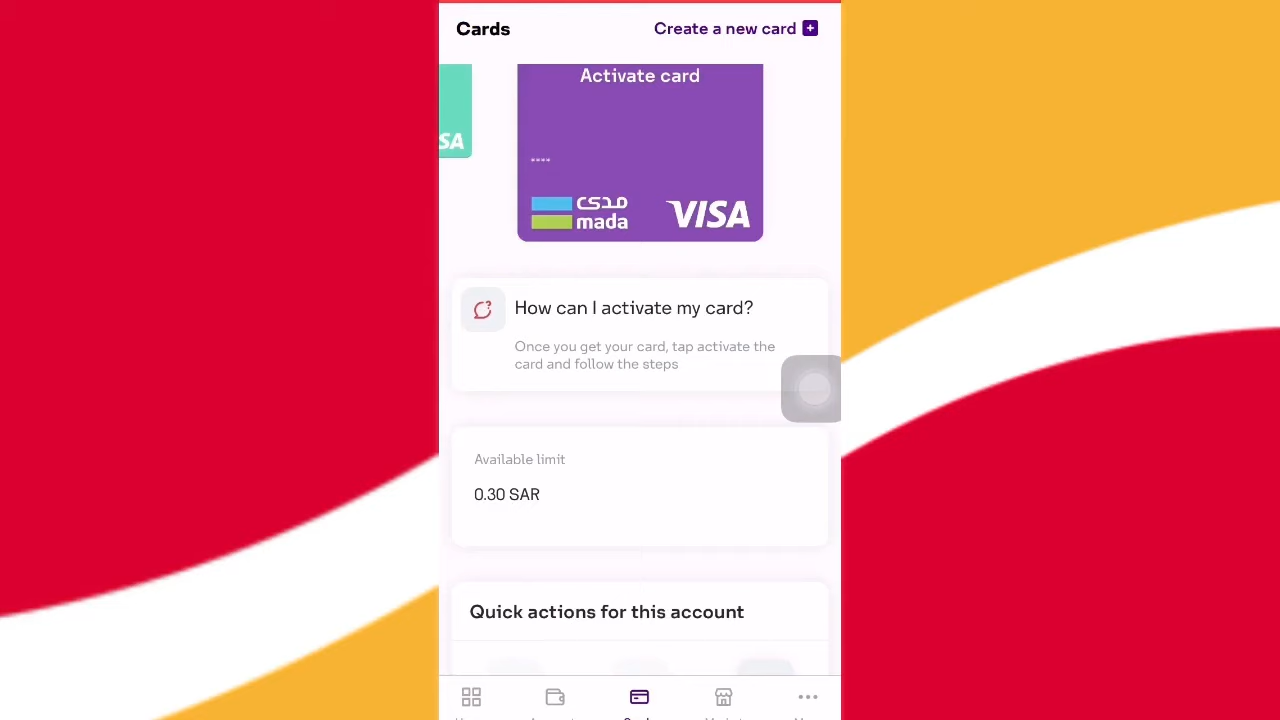 Cards
Create a new card
Activate card
SA
****
مدى
mada
VISA
How can I activate my card?
Once you get your card, tap activate the
card and follow the steps
Available limit
0.30 SAR
Quick actions for this account